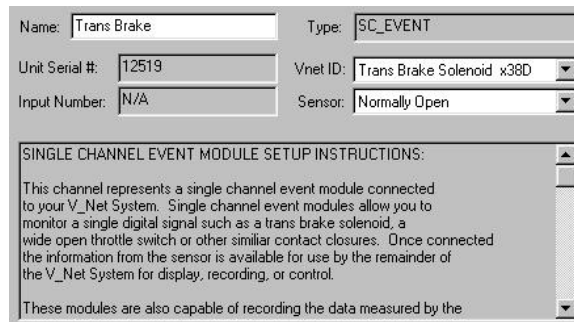 Name: Trans Brake Type: SC_EVENT
Unit Serial #: 12519 Vnet ID: Trans Brake Solenoid x38D
Input Number: N/A Sensor: Normally Open
SINGLE CHANNEL EVENT MODULE SETUP INSTRUCTIONS:
This channel represents a single channel event module connected
to your V_Net System. Single channel event modules allow you to
monitor a single digital signal such as a trans brake solenoid, a
wide open throttle switch or other similiar contact closures. Once connected
the information from the sensor is available for use by the remainder of
the V_Net System for display, recording, or control.
These modules are also capable of recording the data measured by the